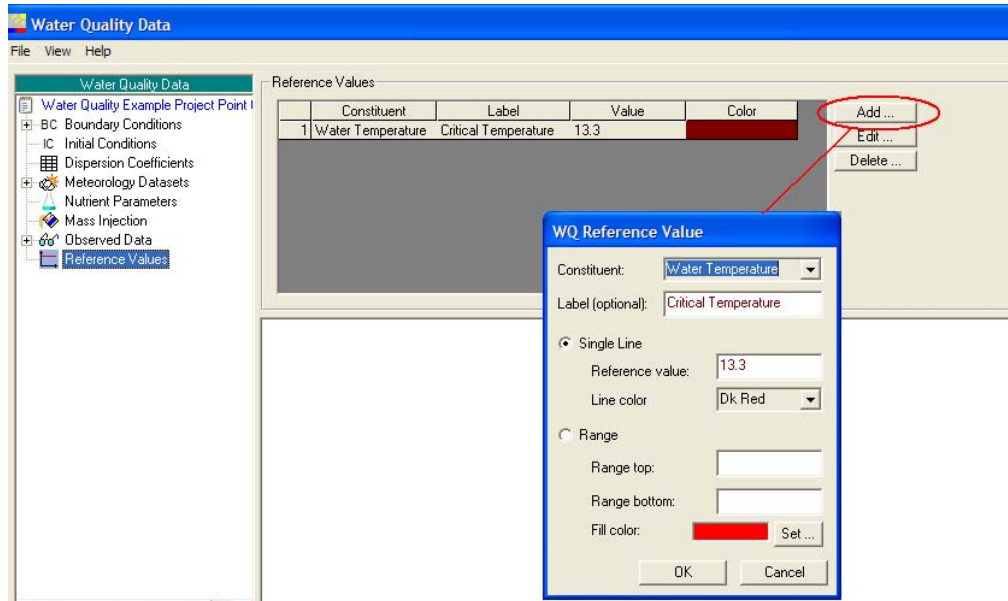 Water Quality Data
File View Help
Water Quality Data
Water Quality Example Project Point
BC Boundary Conditions
IC Initial Conditions
Dispersion Coefficients
Meteorology Datasets
Nutrient Parameters
Mass Injection
Observed Data
Reference Values
Reference Values
Constituent Label Value Color
1 Water Temperature Critical Temperature 13.3
Add ...
Edit ...
Delete ...
WQ Reference Value
Constituent: Water Temperature
Label (optional): Critical Temperature
Single Line
Reference value: 13.3
Line color Dk Red
Range
Range top:
Range bottom:
Fill color: Set ...
OK Cancel